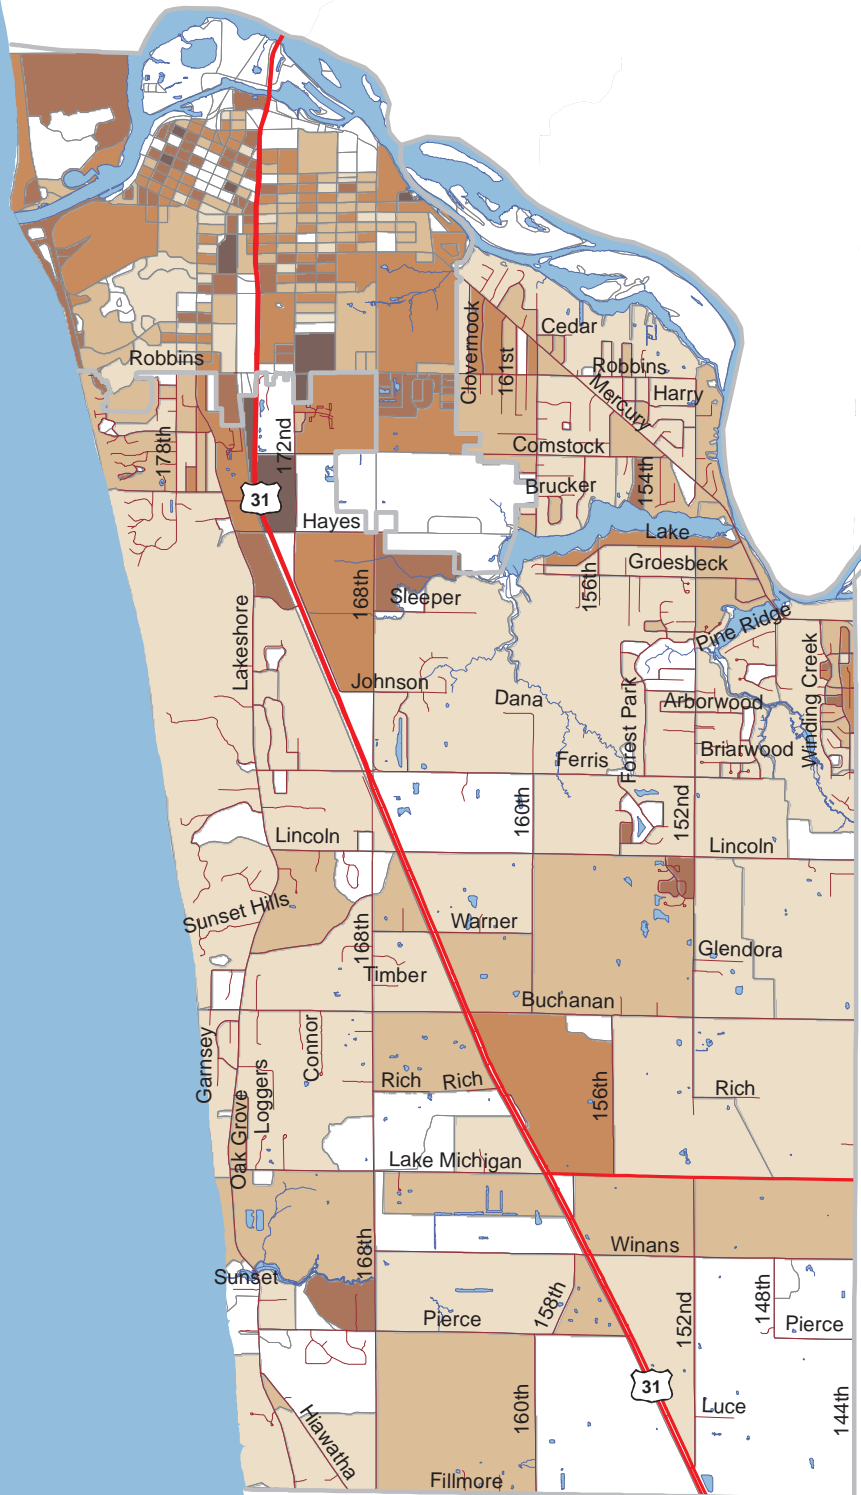 Cedar
Clovernook
161st
Robbins
Robbins
Mercury
Harry
178th
172nd
Comstock
154th
Brucker
31
Hayes
Lake
Groesbeck
168th
156th
Sleeper
Pine Ridge
Lakeshore
Winding Creek
Johnson
Dana
Forest Park
Arborwood
Briarwood
Ferris
160th
152nd
Lincoln
Lincoln
Sunset Hills
168th
Warner
Glendora
Timber
Buchanan
Garnsey
Connor
Loggers
Rich
Rich
156th
Rich
Oak Grove
Lake Michigan
168th
Winans
Sunset
158th
152nd
148th
Pierce
Pierce
31
160th
Luce
144th
Hiawatha
Fillmore